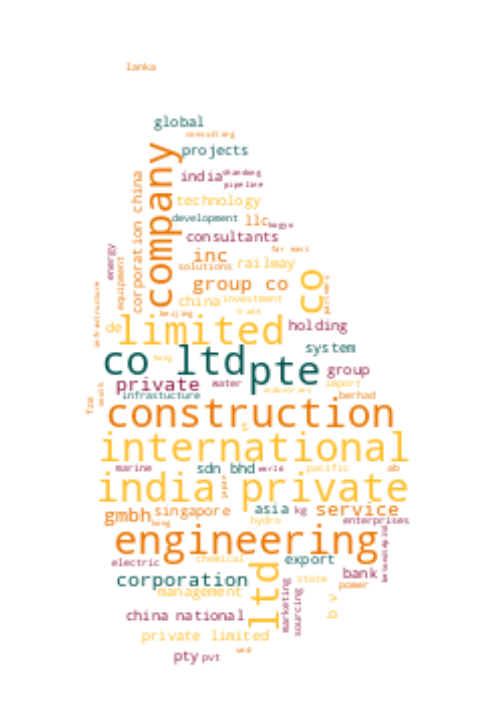 lanka
global
consulting
projects
company
india
shandong
pipeline
corporation china
technology
development
llc
consultants
far east
energy
equipment
inc
solutions
railway
group co
co
partners
china
investment
infrastructure
beijing
trade
de
limited
holding
system
co ltd
pte
hong
group
private
water
industries
import
infrastucture
berhad
fze
south
construction
s
international
marine
sdn bhd
world
pacific
ab
india private
japan
gmbh
singapore
asia
kg
service
hydro
enterprises
engineering
electric
chemical
export
bank
corporation
management
ltd
state
power
marketing
sourcing
b v
china national
private limited
und
pty
pvt